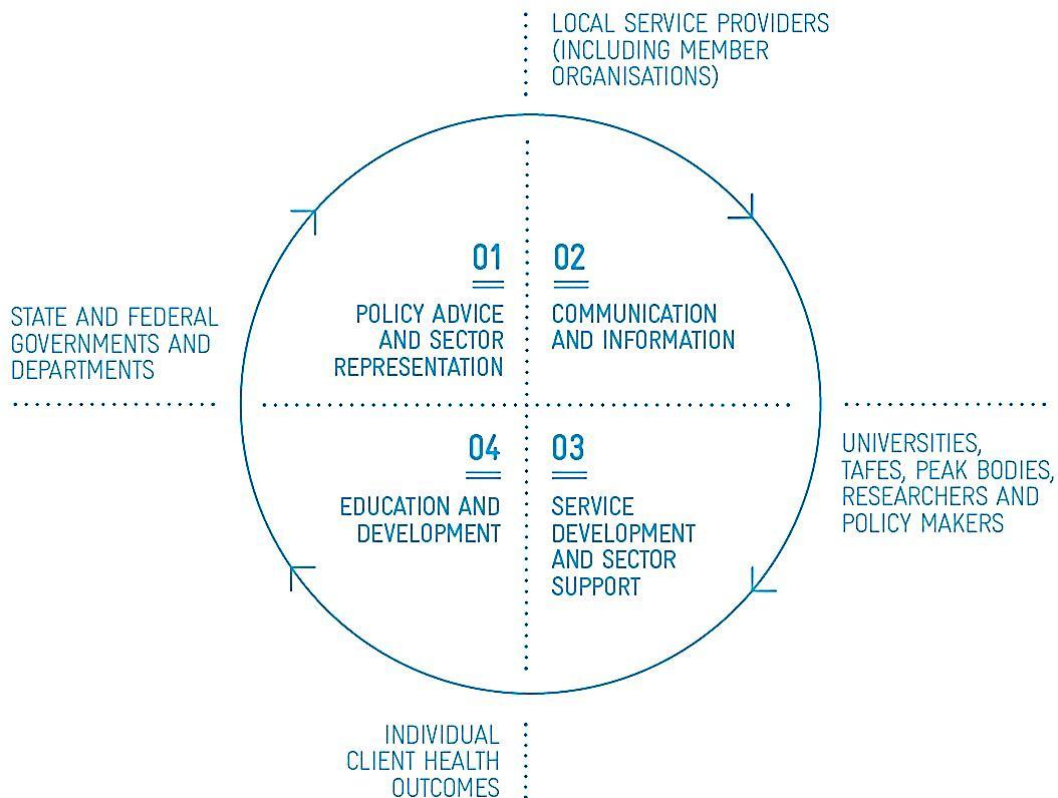 LOCAL SERVICE PROVIDERS
(INCLUDING MEMBER
ORGANISATIONS)
01
POLICY ADVICE
AND SECTOR
REPRESENTATION
02
COMMUNICATION
AND INFORMATION
STATE AND FEDERAL
GOVERNMENTS AND
DEPARTMENTS
04
EDUCATION AND
DEVELOPMENT
03
SERVICE
DEVELOPMENT
AND SECTOR
SUPPORT
UNIVERSITIES,
TAFES, PEAK BODIES,
RESEARCHERS AND
POLICY MAKERS
INDIVIDUAL
CLIENT HEALTH
OUTCOMES